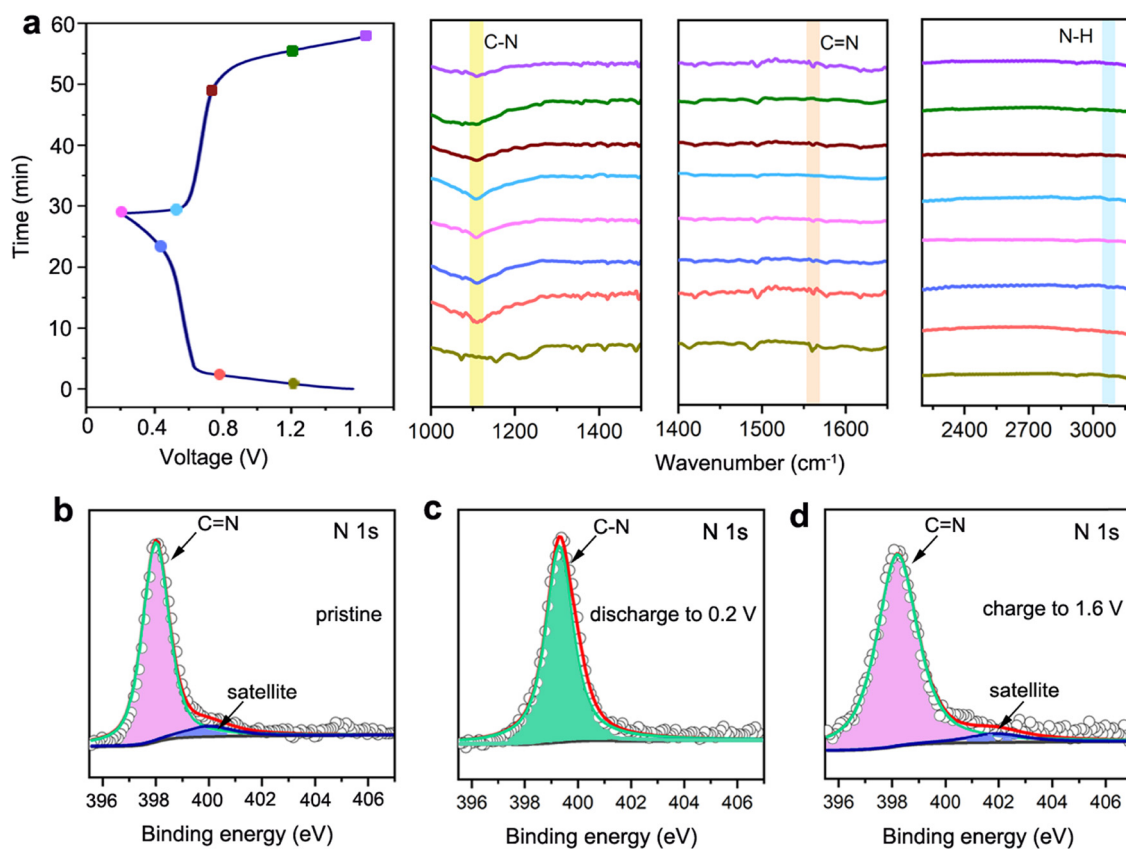 a
60
50
40
30
20
10
0
Time (min)
0 0.4 0.8 1.2 1.6
Voltage (V)
C-N
1000 1200 1400
C=N
1400 1500 1600
N-H
2400 2700 3000
Wavenumber (cm⁻¹)
b
C=N
N 1s
pristine
satellite
396 398 400 402 404 406
Binding energy (eV)
c
C-N
N 1s
discharge to 0.2 V
396 398 400 402 404 406
Binding energy (eV)
d
C=N
N 1s
charge to 1.6 V
satellite
396 398 400 402 404 406
Binding energy (eV)